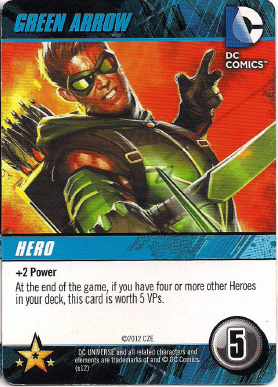 GREEN ARROW
DC
DC
COMICS™
HERO
+2 Power
At the end of the game, if you have four or more other Heroes
in your deck, this card is worth 5 VPs.
©2012 CZE
DC UNIVERSE and all related characters and
elements are trademarks of and © DC Comics.
(s12)
5